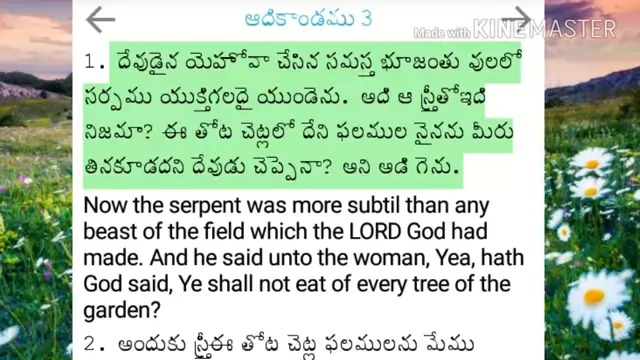 ఆదికాండము 3
Made with KINEMASTER
1. దేవుడైన యెహోవా చేసిన సమస్త భూజంతు వులలో
సర్పము యుక్తిగలదై యుండెను. అది ఆ స్త్రీతోఇది
నిజమా? ఈ తోట చెట్లలో దేని ఫలముల నైనను మీరు
తినకూడదని దేవుడు చెప్పెనా? అని అడి గెను.
Now the serpent was more subtil than any
beast of the field which the LORD God had
made. And he said unto the woman, Yea, hath
God said, Ye shall not eat of every tree of the
garden?
2. అందుకు స్త్రీఈ తోట చెట్ల ఫలములను మేము